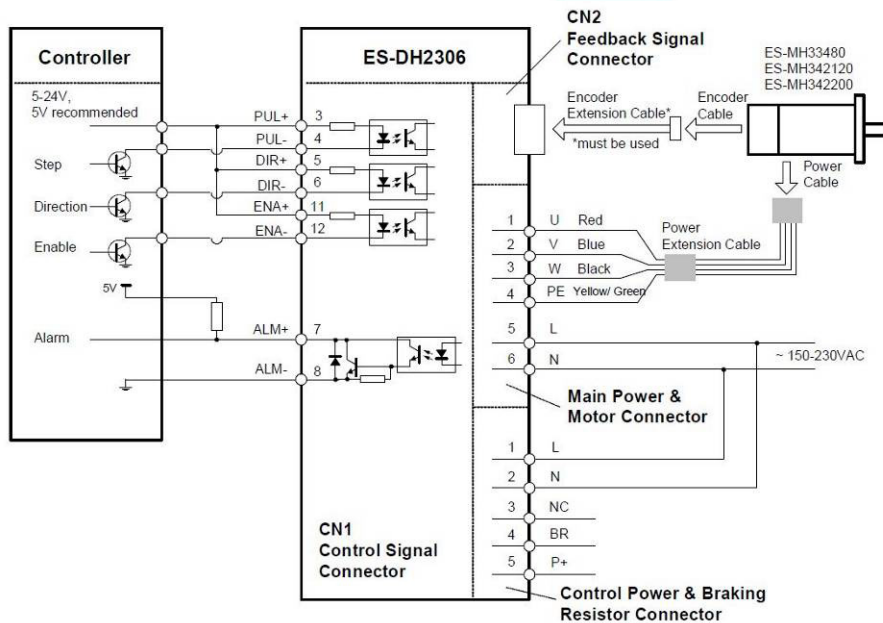 Controller
5-24V,
5V recommended
Step
Direction
Enable
5V
Alarm
ES-DH2306
PUL+ 3
PUL- 4
DIR+ 5
DIR- 6
ENA+ 11
ENA- 12
ALM+ 7
ALM- 8
CN1
Control Signal
Connector
CN2
Feedback Signal
Connector
Encoder
Extension Cable*
*must be used
Encoder
Cable
ES-MH33480
ES-MH342120
ES-MH342200
Power
Cable
Power
Extension Cable
1 U Red
2 V Blue
3 W Black
4 PE Yellow/ Green
5 L
6 N
~ 150-230VAC
Main Power &
Motor Connector
1 L
2 N
3 NC
4 BR
5 P+
Control Power & Braking
Resistor Connector